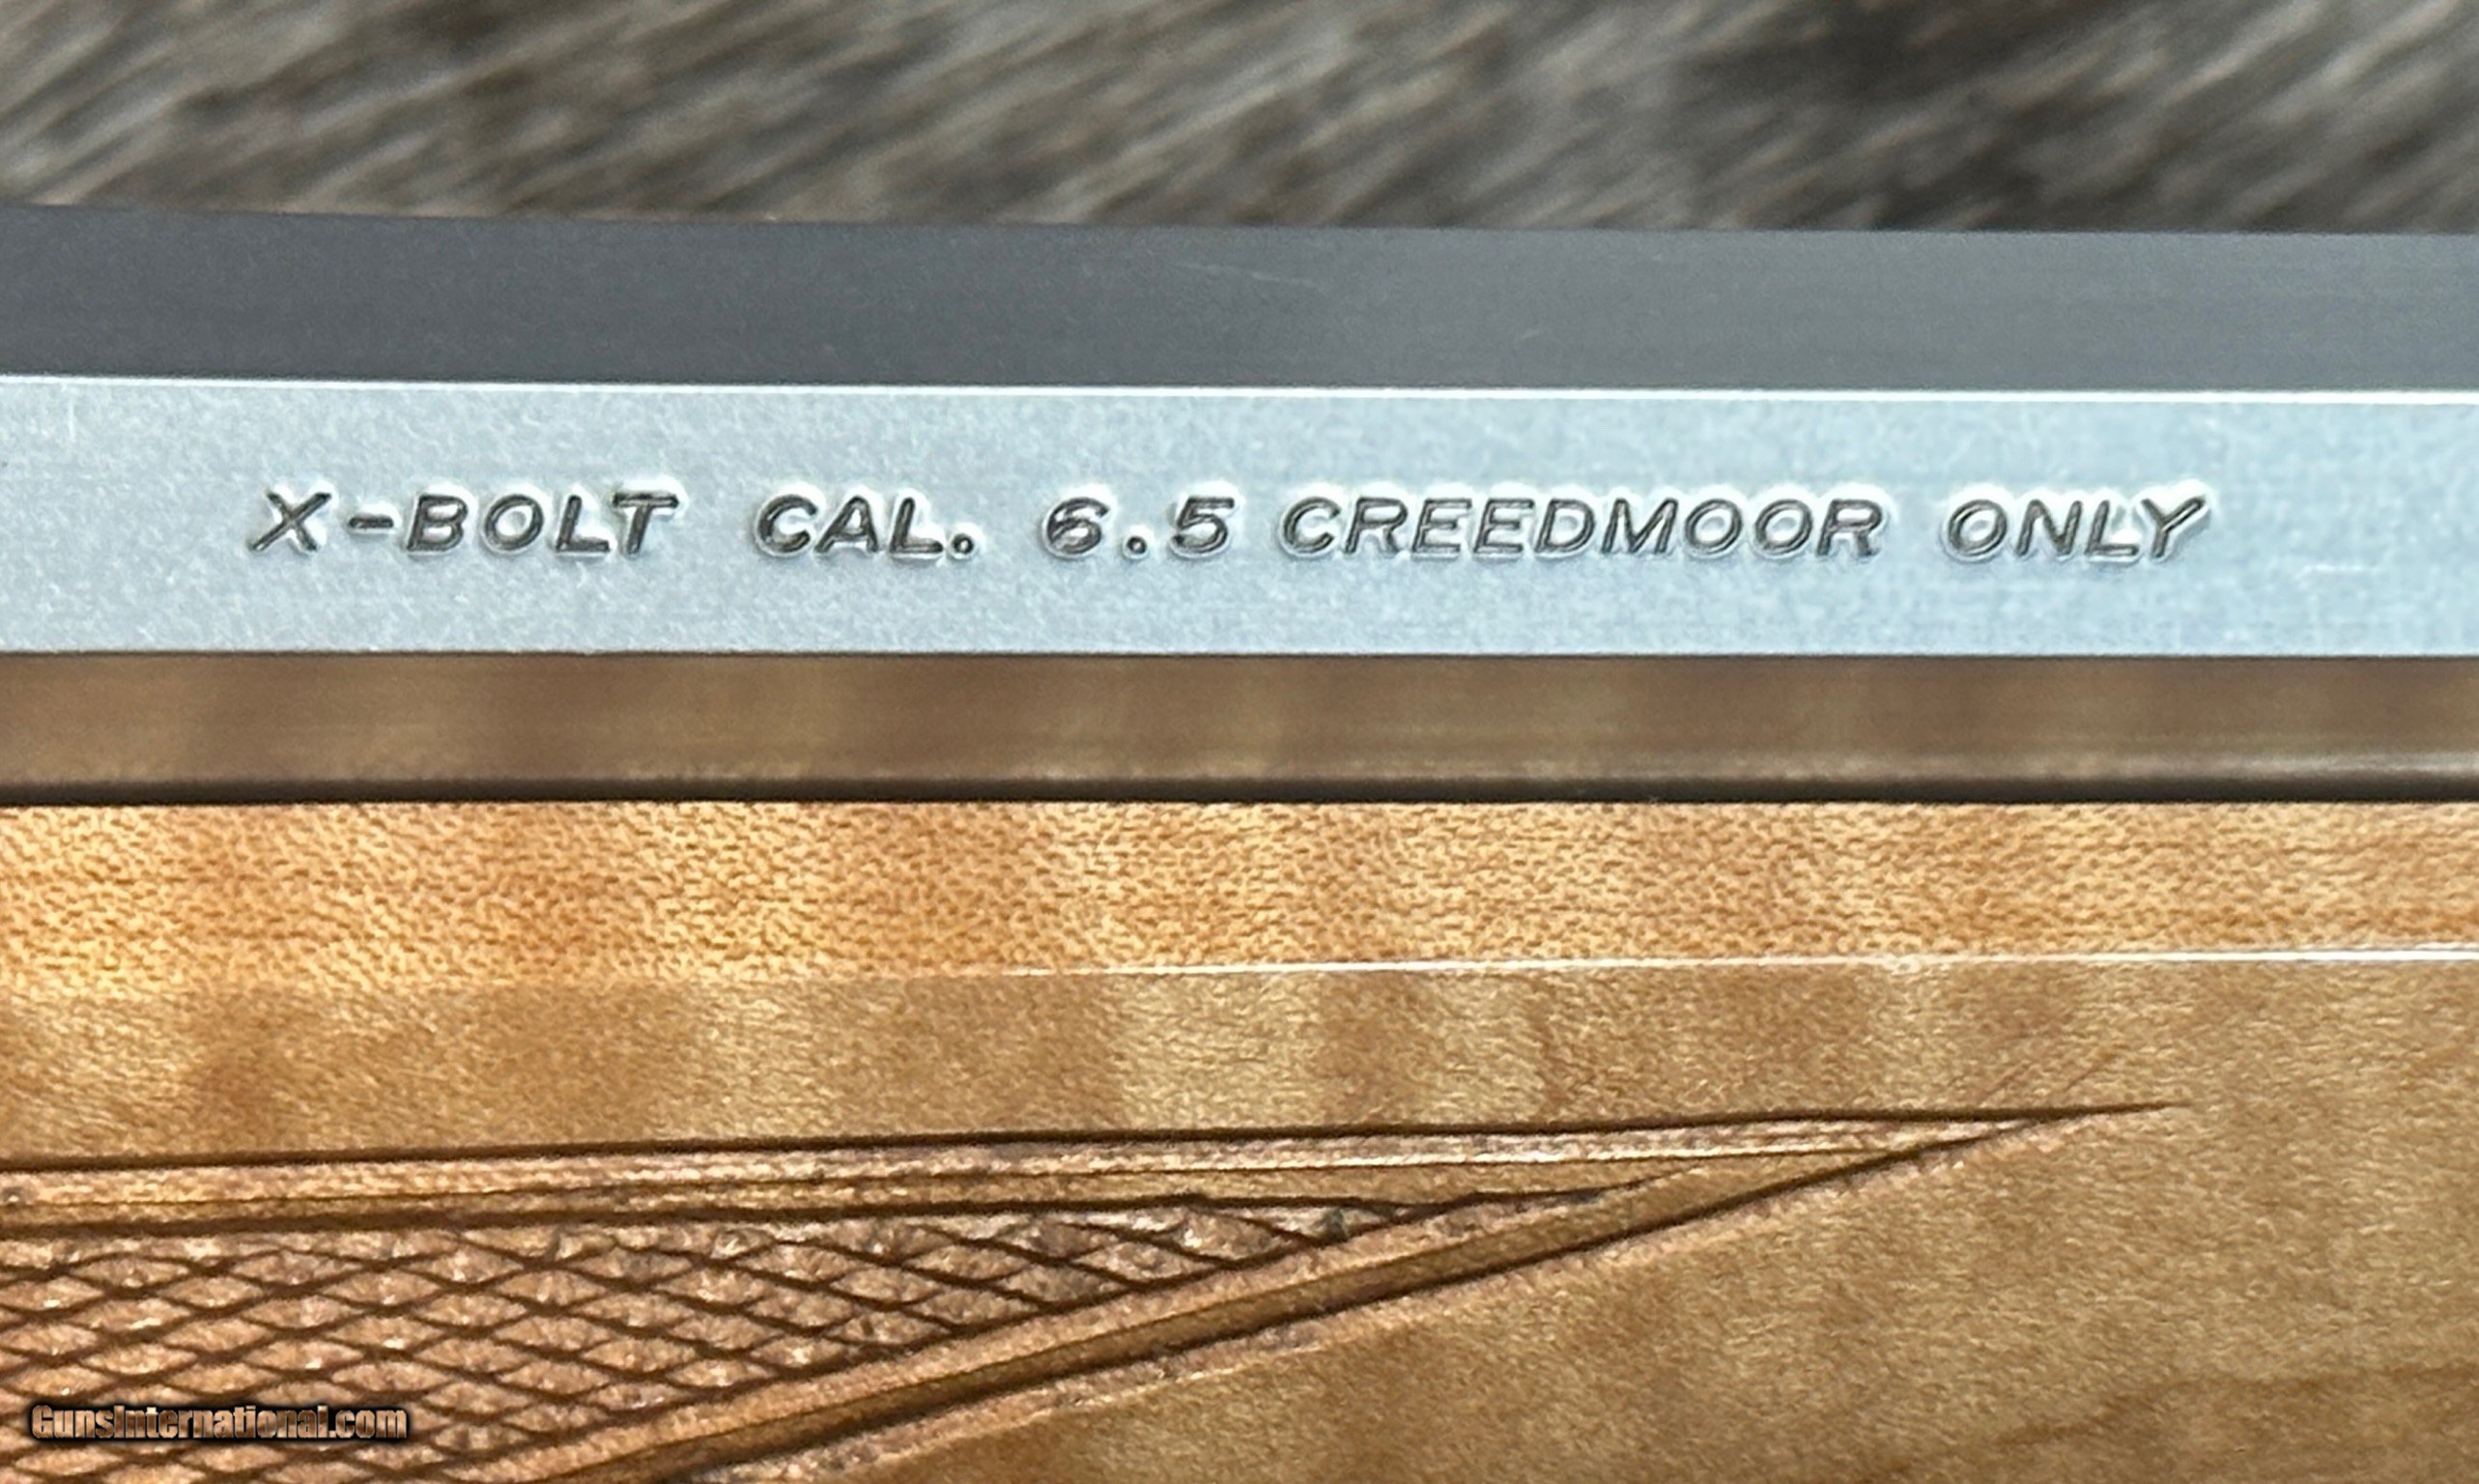 X-BOLT CAL. 6.5 CREEDMOOR ONLY
GunsInternational.com